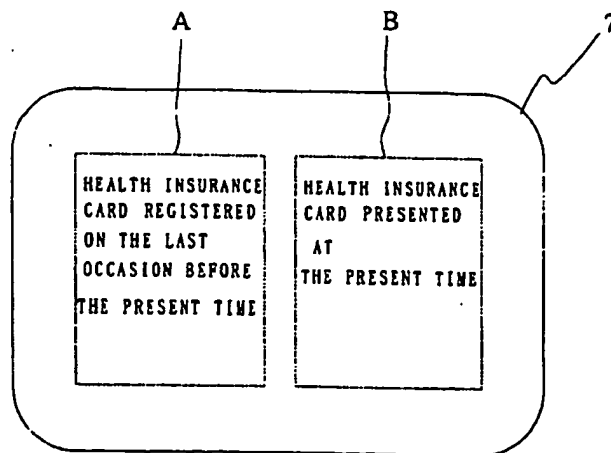 A
B
7
HEALTH INSURANCE
CARD REGISTERED
ON THE LAST
OCCASION BEFORE
THE PRESENT TIME
HEALTH INSURANCE
CARD PRESENTED
AT
THE PRESENT TIME